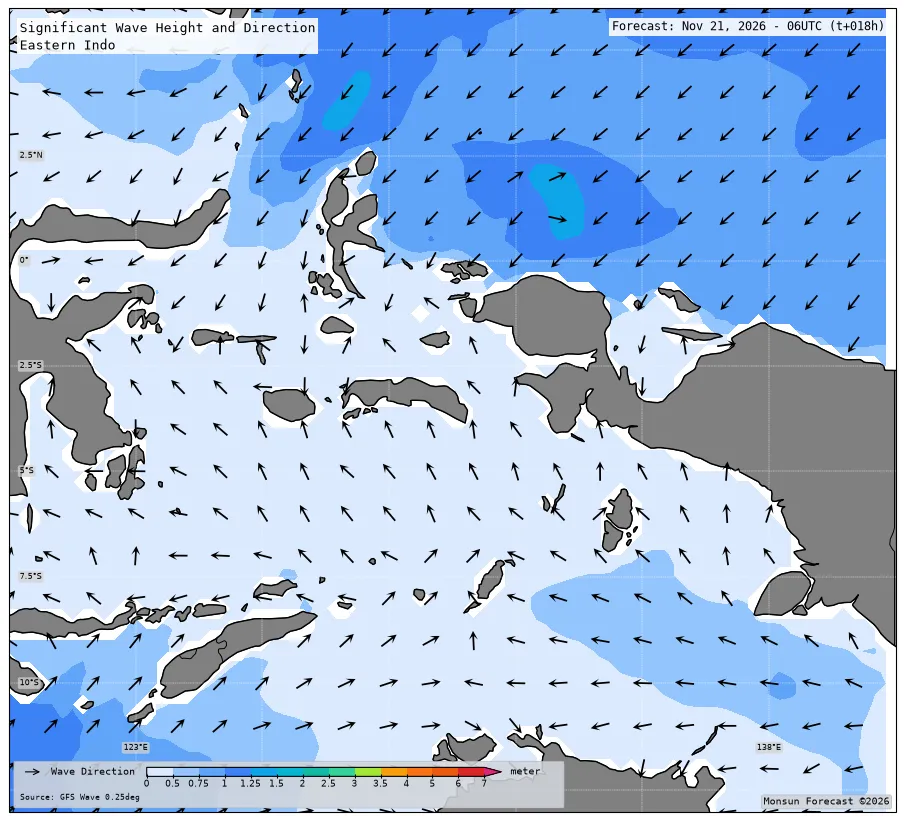 Significant Wave Height and Direction
Eastern Indo
Forecast: Nov 21, 2026 - 06UTC (t+018h)
2.5°N
0°
2.5°S
5°S
7.5°S
10°S
123°E
138°E
Wave Direction
meter
0 0.5 0.75 1 1.25 1.5 2 2.5 3 3.5 4 5 6 7
Source: GFS Wave 0.25deg
Monsun Forecast ©2026